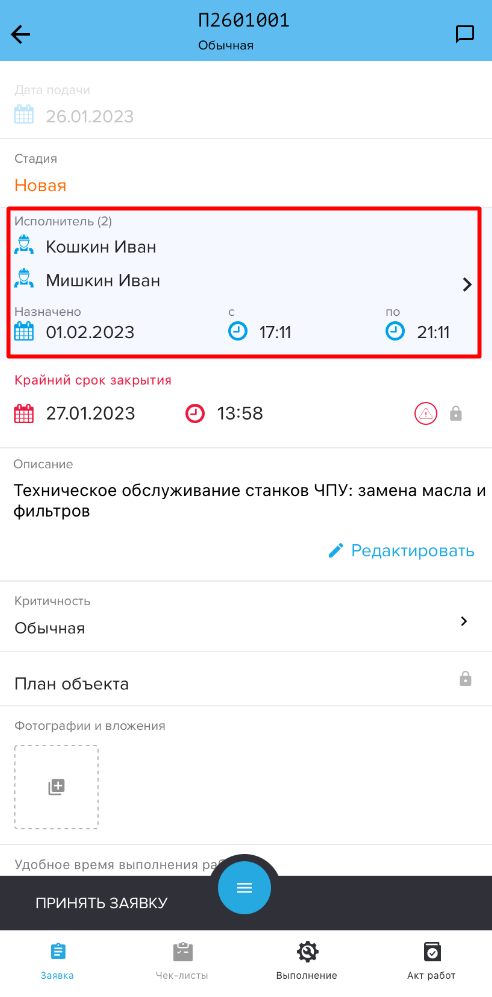 П2601001
Обычная
Дата подачи
26.01.2023
Стадия
Новая
Исполнитель (2)
Кошкин Иван
Мишкин Иван
Назначено с по
01.02.2023 17:11 21:11
Крайний срок закрытия
27.01.2023 13:58
Описание
Техническое обслуживание станков ЧПУ: замена масла и
фильтров
Редактировать
Критичность
Обычная
План объекта
Фотографии и вложения
Удобное время выполнения
ПРИНЯТЬ ЗАЯВКУ
Заявка Чек-листы Выполнение Акт работ